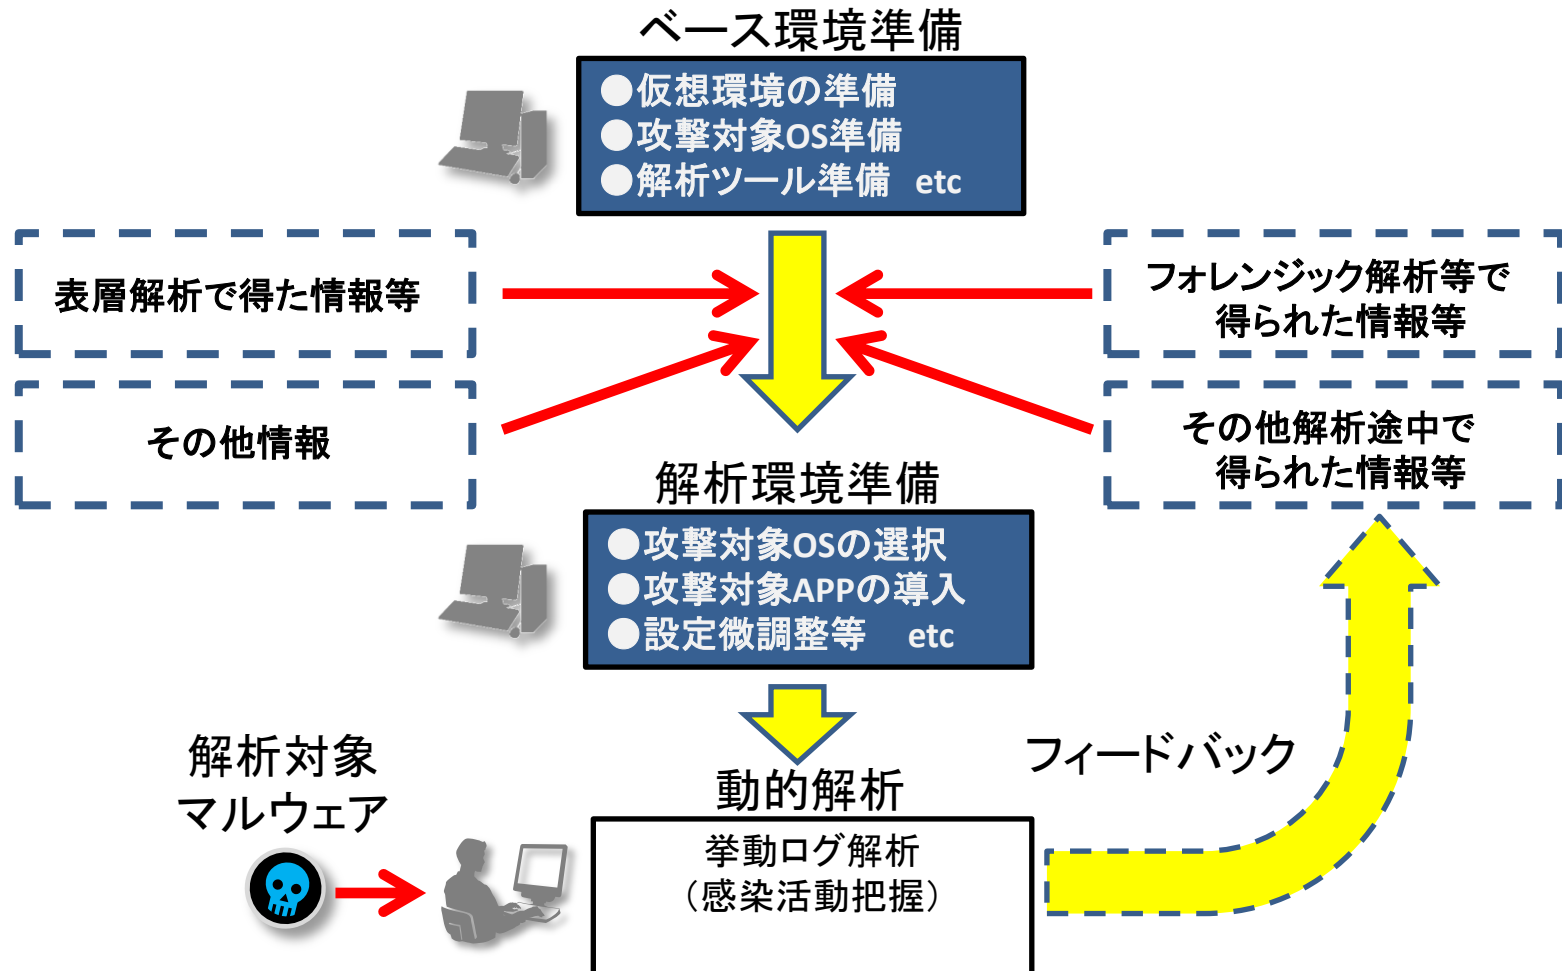 ベース環境準備
●仮想環境の準備
●攻撃対象OS準備
●解析ツール準備 etc
表層解析で得た情報等
その他情報
フォレンジック解析等で
得られた情報等
その他解析途中で
得られた情報等
解析環境準備
●攻撃対象OSの選択
●攻撃対象APPの導入
●設定微調整等 etc
解析対象
マルウェア
フィードバック
動的解析
挙動ログ解析
（感染活動把握）